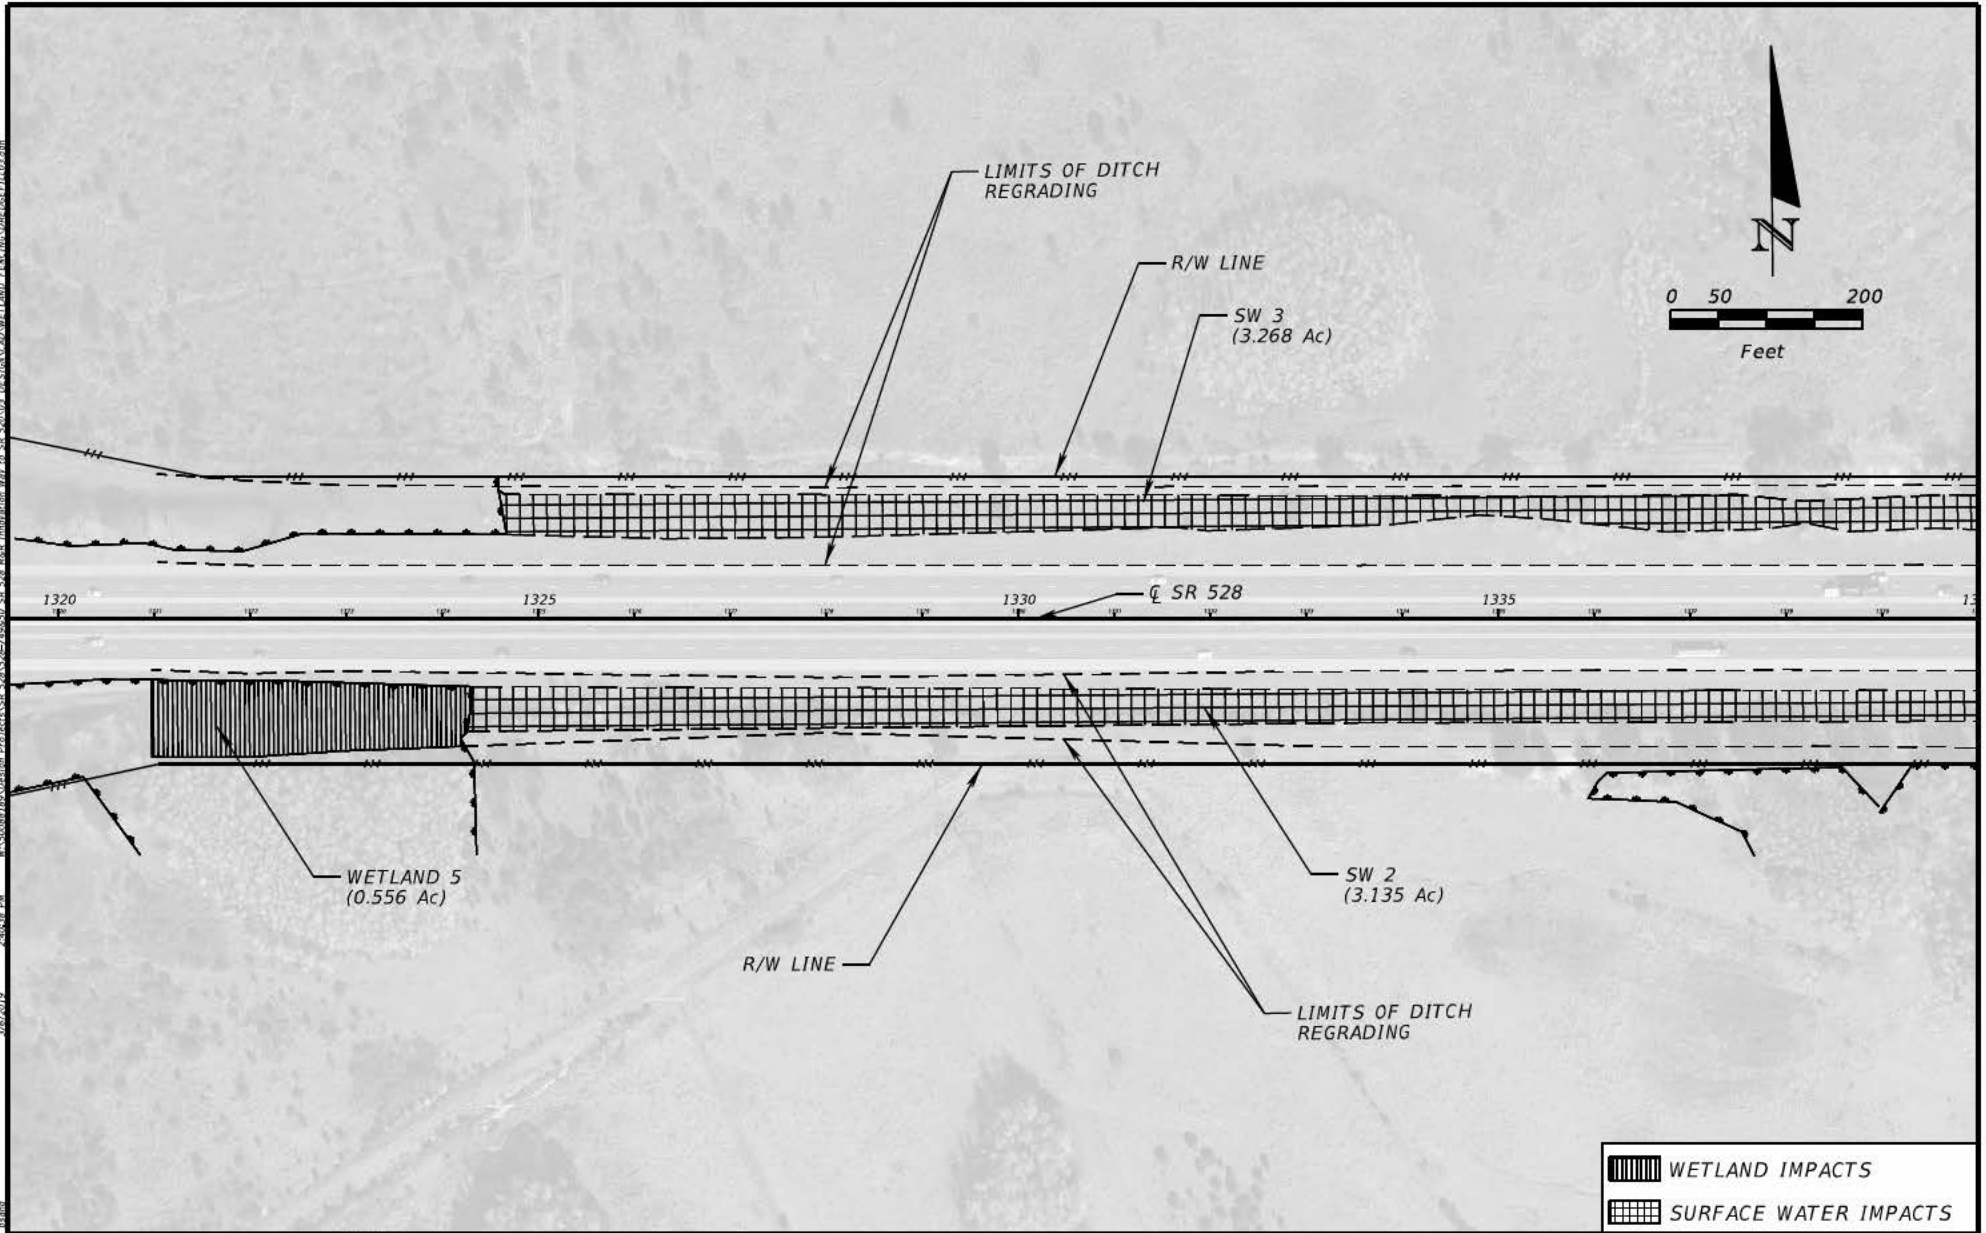 LIMITS OF DITCH
REGRADING
N
R/W LINE
0 50 200
Feet
SW 3
(3.268 Ac)
1320 1325 1330 1335
℄ SR 528
WETLAND 5
(0.556 Ac)
SW 2
(3.135 Ac)
R/W LINE
LIMITS OF DITCH
REGRADING
WETLAND IMPACTS
SURFACE WATER IMPACTS